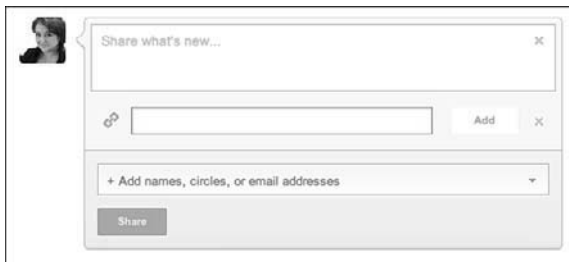 Share what's new...
Add
+ Add names, circles, or email addresses
Share